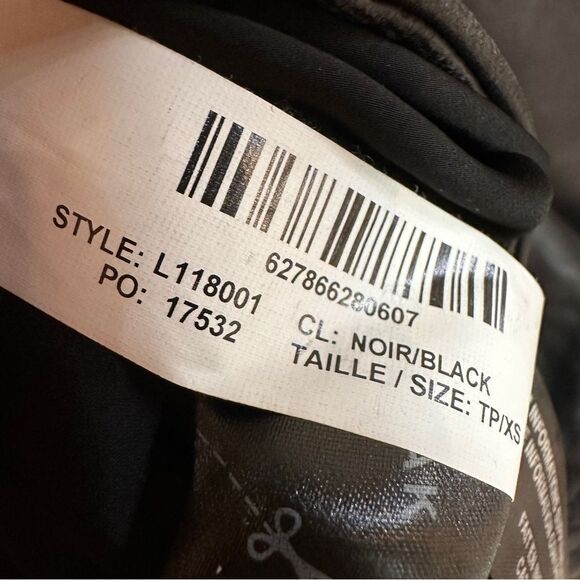 627866280607
STYLE: L118001
CL: NOIR/BLACK
PO: 17532
TAILLE / SIZE: TP/XS